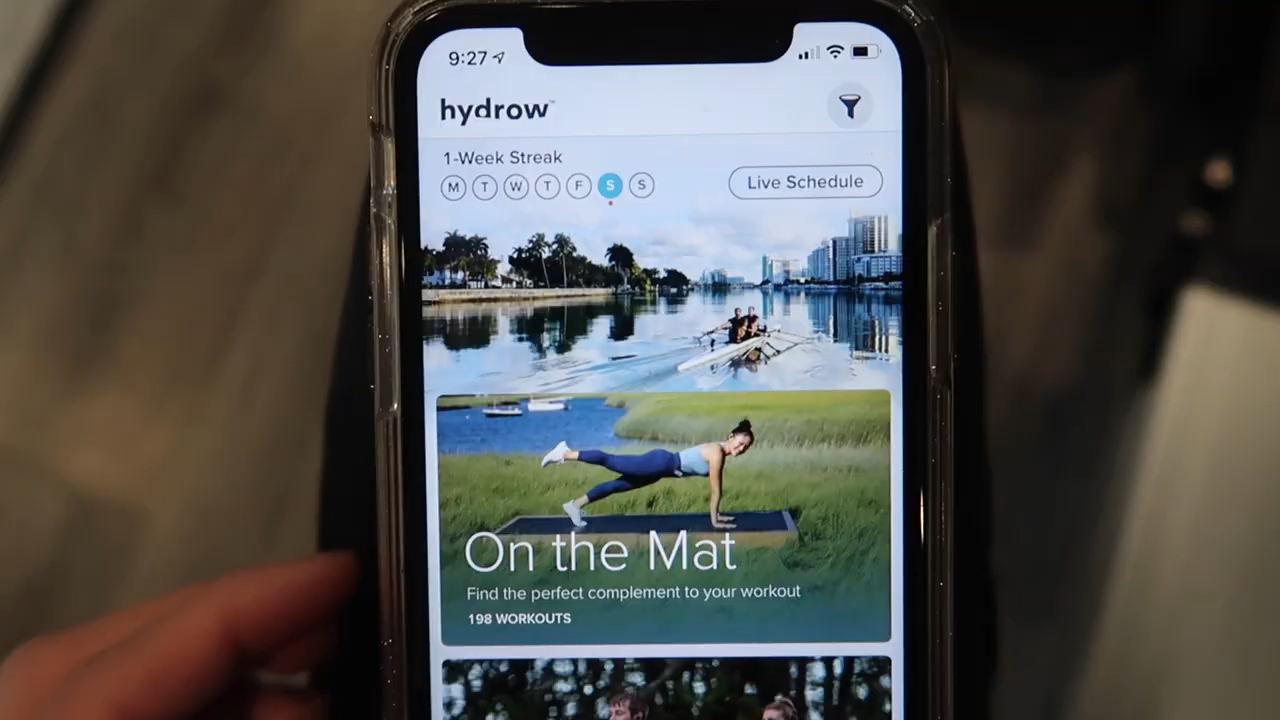 9:27
hydrow™
1-Week Streak
M T W T F S S
Live Schedule
On the Mat
Find the perfect complement to your workout
198 WORKOUTS